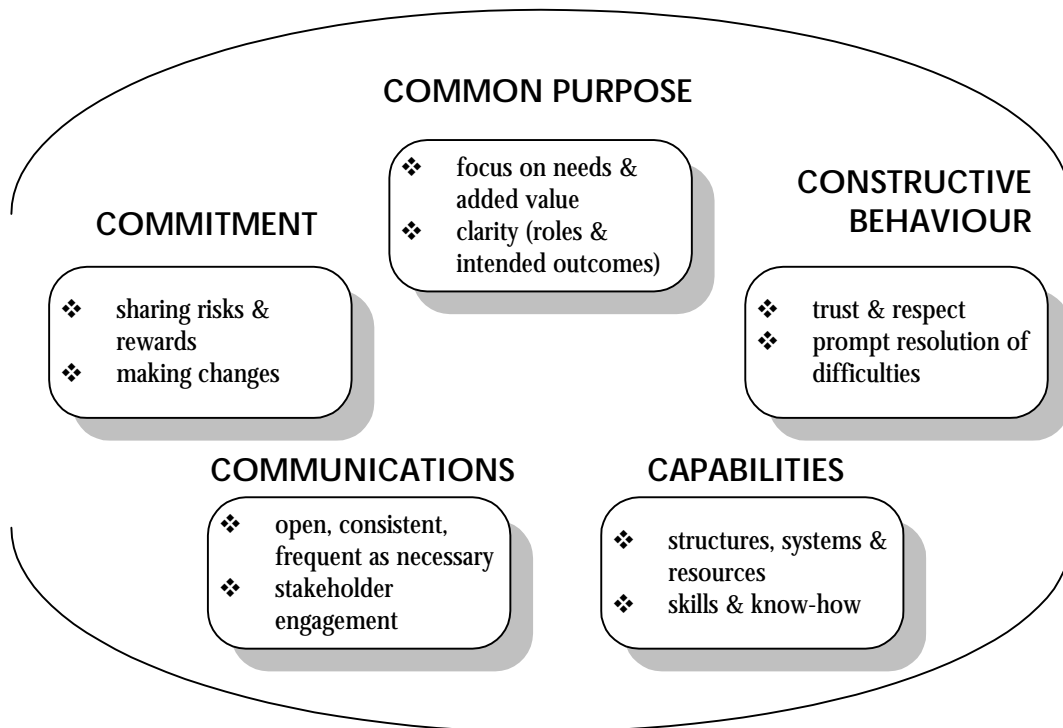 COMMON PURPOSE
❖ focus on needs &
added value
❖ clarity (roles &
intended outcomes)
COMMITMENT
❖ sharing risks &
rewards
❖ making changes
CONSTRUCTIVE
BEHAVIOUR
❖ trust & respect
❖ prompt resolution of
difficulties
COMMUNICATIONS
❖ open, consistent,
frequent as necessary
❖ stakeholder
engagement
CAPABILITIES
❖ structures, systems &
resources
❖ skills & know-how